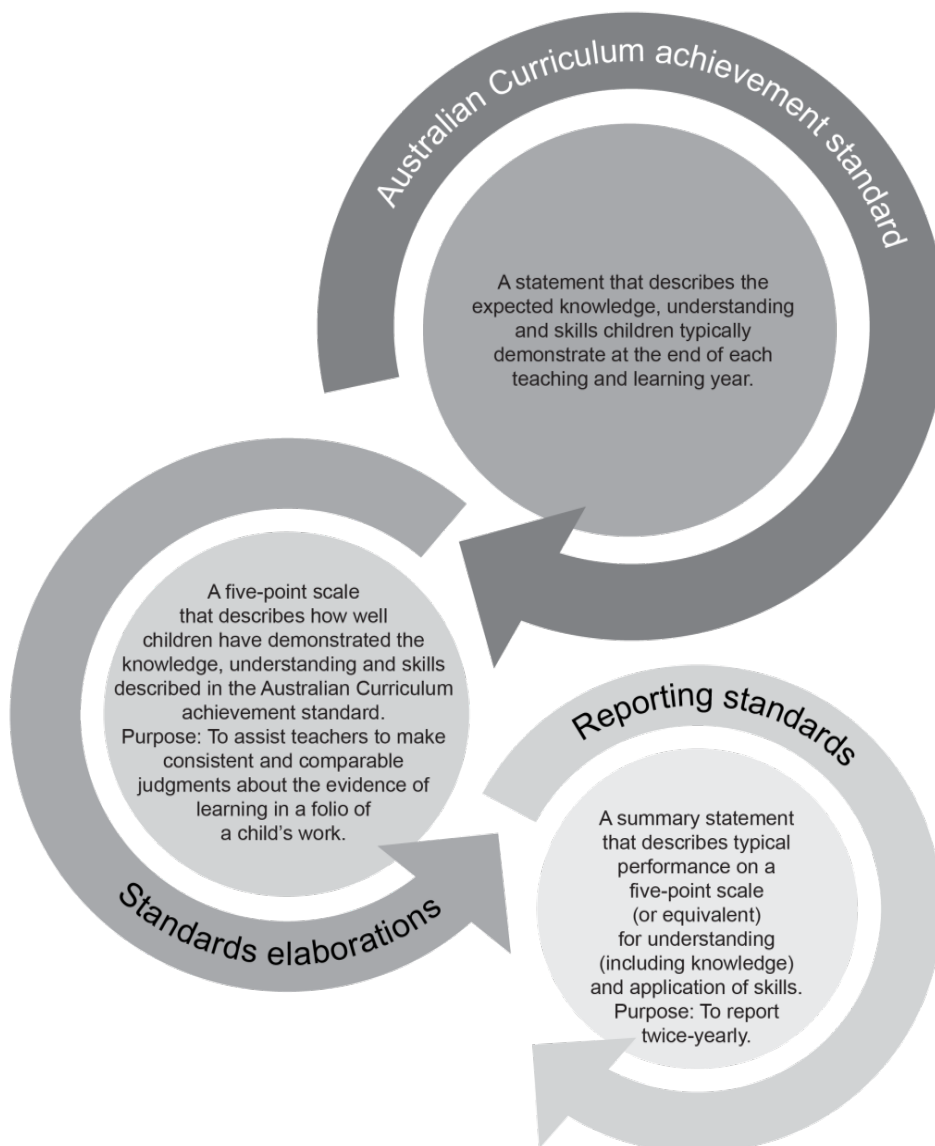 Australian Curriculum achievement standard
A statement that describes the
expected knowledge, understanding
and skills children typically
demonstrate at the end of each
teaching and learning year.
A five-point scale
that describes how well
children have demonstrated the
knowledge, understanding and skills
described in the Australian Curriculum
achievement standard.
Purpose: To assist teachers to make
consistent and comparable
judgments about the evidence of
learning in a folio of
a child’s work.
Standards elaborations
Reporting standards
A summary statement
that describes typical
performance on a
five-point scale
(or equivalent)
for understanding
(including knowledge)
and application of skills.
Purpose: To report
twice-yearly.